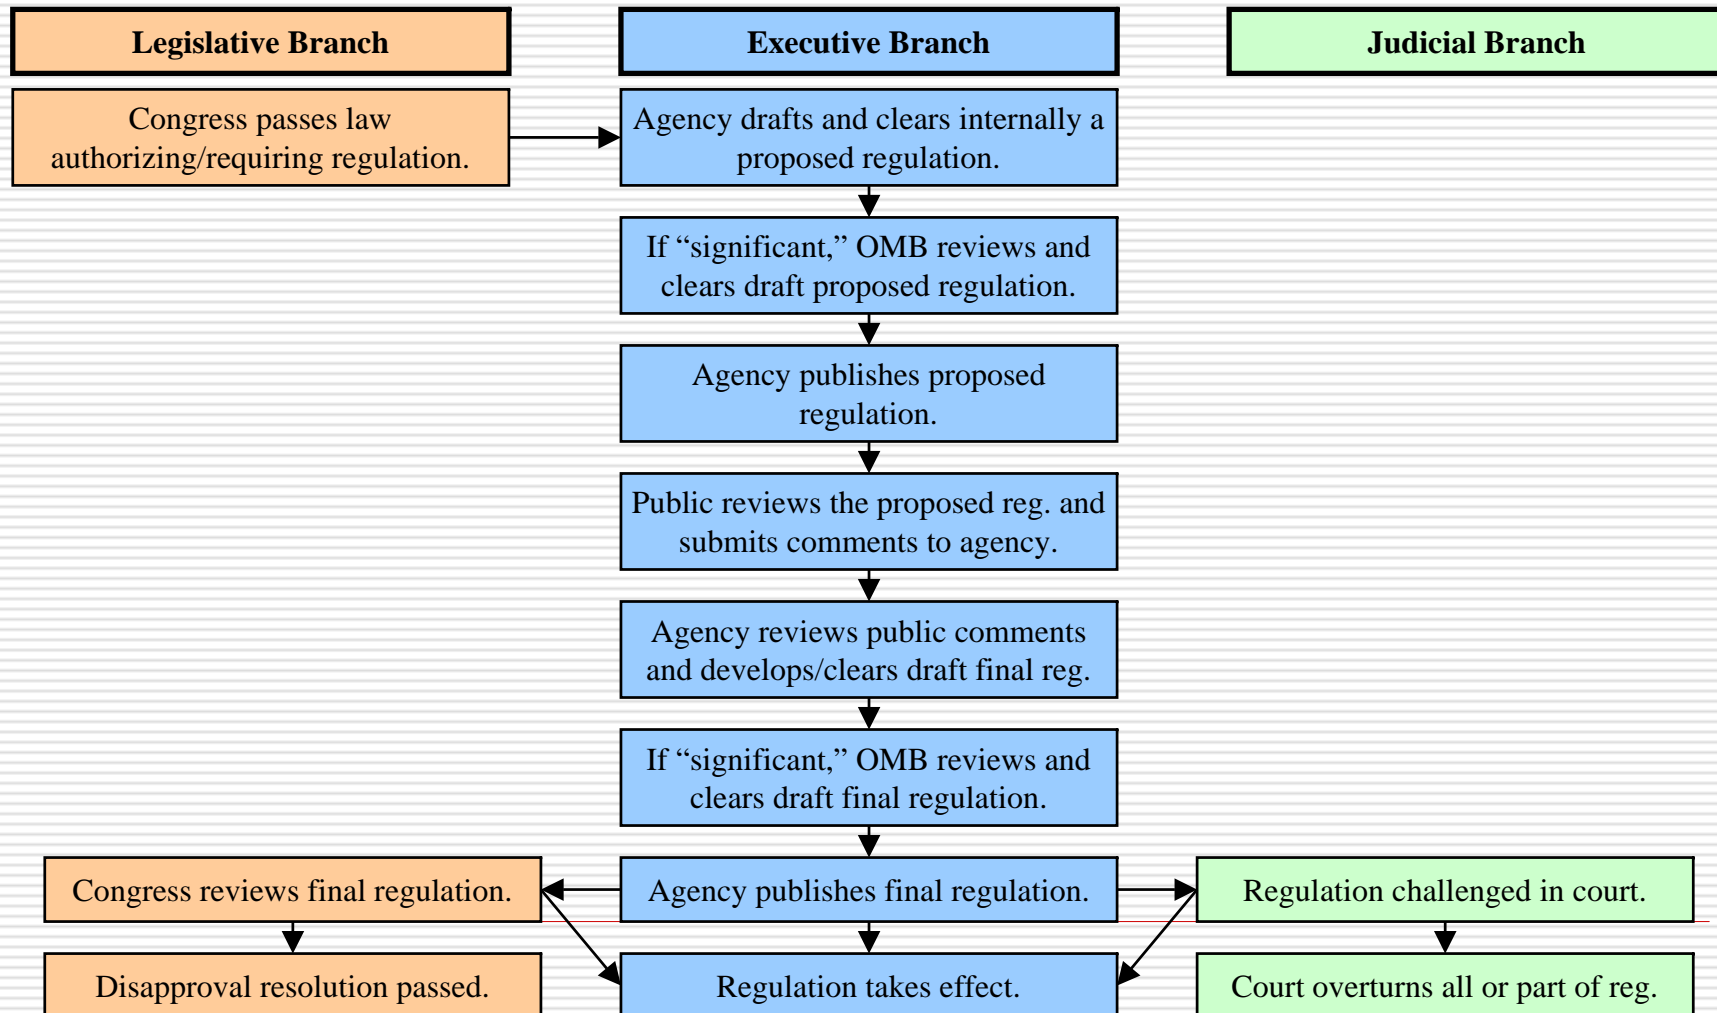 Legislative Branch
Executive Branch
Judicial Branch
Congress passes law
authorizing/requiring regulation.
Agency drafts and clears internally a
proposed regulation.
If “significant,” OMB reviews and
clears draft proposed regulation.
Agency publishes proposed
regulation.
Public reviews the proposed reg. and
submits comments to agency.
Agency reviews public comments
and develops/clears draft final reg.
If “significant,” OMB reviews and
clears draft final regulation.
Congress reviews final regulation.
Agency publishes final regulation.
Regulation challenged in court.
Disapproval resolution passed.
Regulation takes effect.
Court overturns all or part of reg.